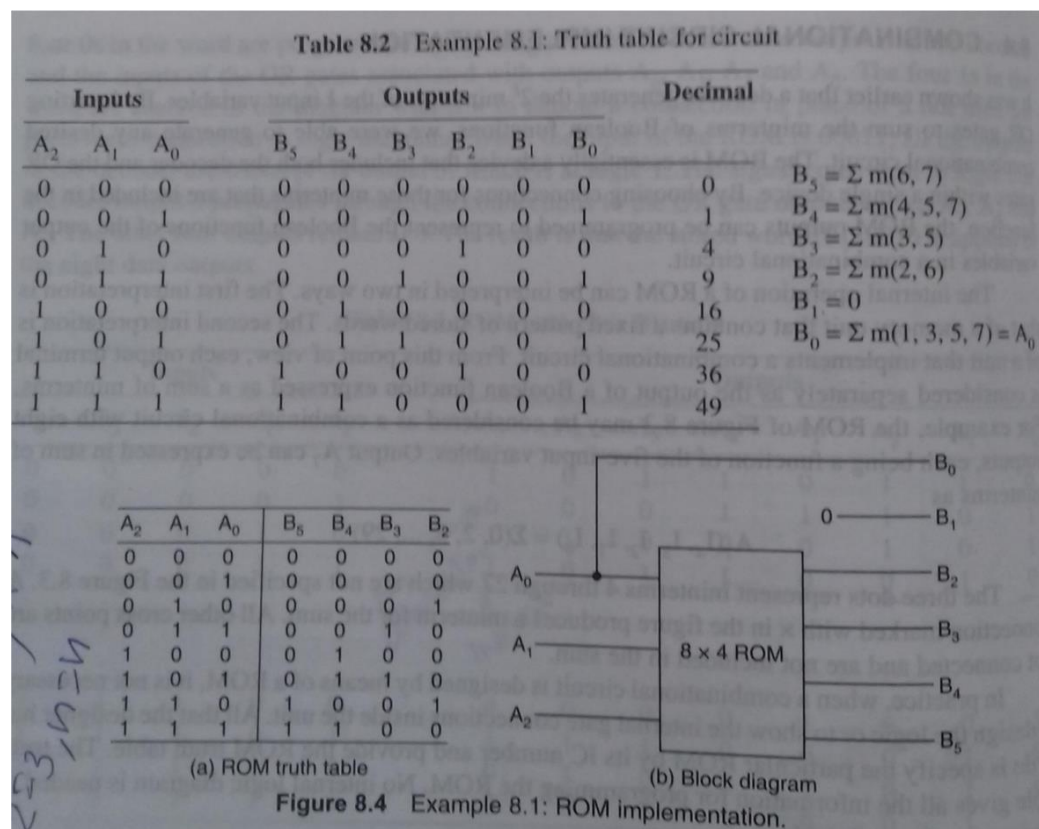 Table 8.2 Example 8.1: Truth table for circuit
Inputs Outputs Decimal
A₂ A₁ A₀ B₅ B₄ B₃ B₂ B₁ B₀
0 0 0 0 0 0 0 0 0 0 B₅ = Σ m(6, 7)
0 0 1 0 0 0 0 0 1 1 B₄ = Σ m(4, 5, 7)
0 1 0 0 0 0 1 0 0 4 B₃ = Σ m(3, 5)
0 1 1 0 0 1 0 0 1 9 B₂ = Σ m(2, 6)
1 0 0 0 1 0 0 0 0 16 B₁ = 0
1 0 1 0 1 1 0 0 1 25 B₀ = Σ m(1, 3, 5, 7) = A₀
1 1 0 1 0 0 1 0 0 36
1 1 1 1 1 0 0 0 1 49
A₂ A₁ A₀ B₅ B₄ B₃ B₂
0 0 0 0 0 0 0
0 0 1 0 0 0 0
0 1 0 0 0 0 1
0 1 1 0 0 1 0
1 0 0 0 1 0 0
1 0 1 0 1 1 0
1 1 0 1 0 0 1
1 1 1 1 1 0 0
(a) ROM truth table
B₀
0 B₁
A₀ B₂
A₁ 8 x 4 ROM B₃
B₄
A₂
B₅
(b) Block diagram
Figure 8.4 Example 8.1: ROM implementation.